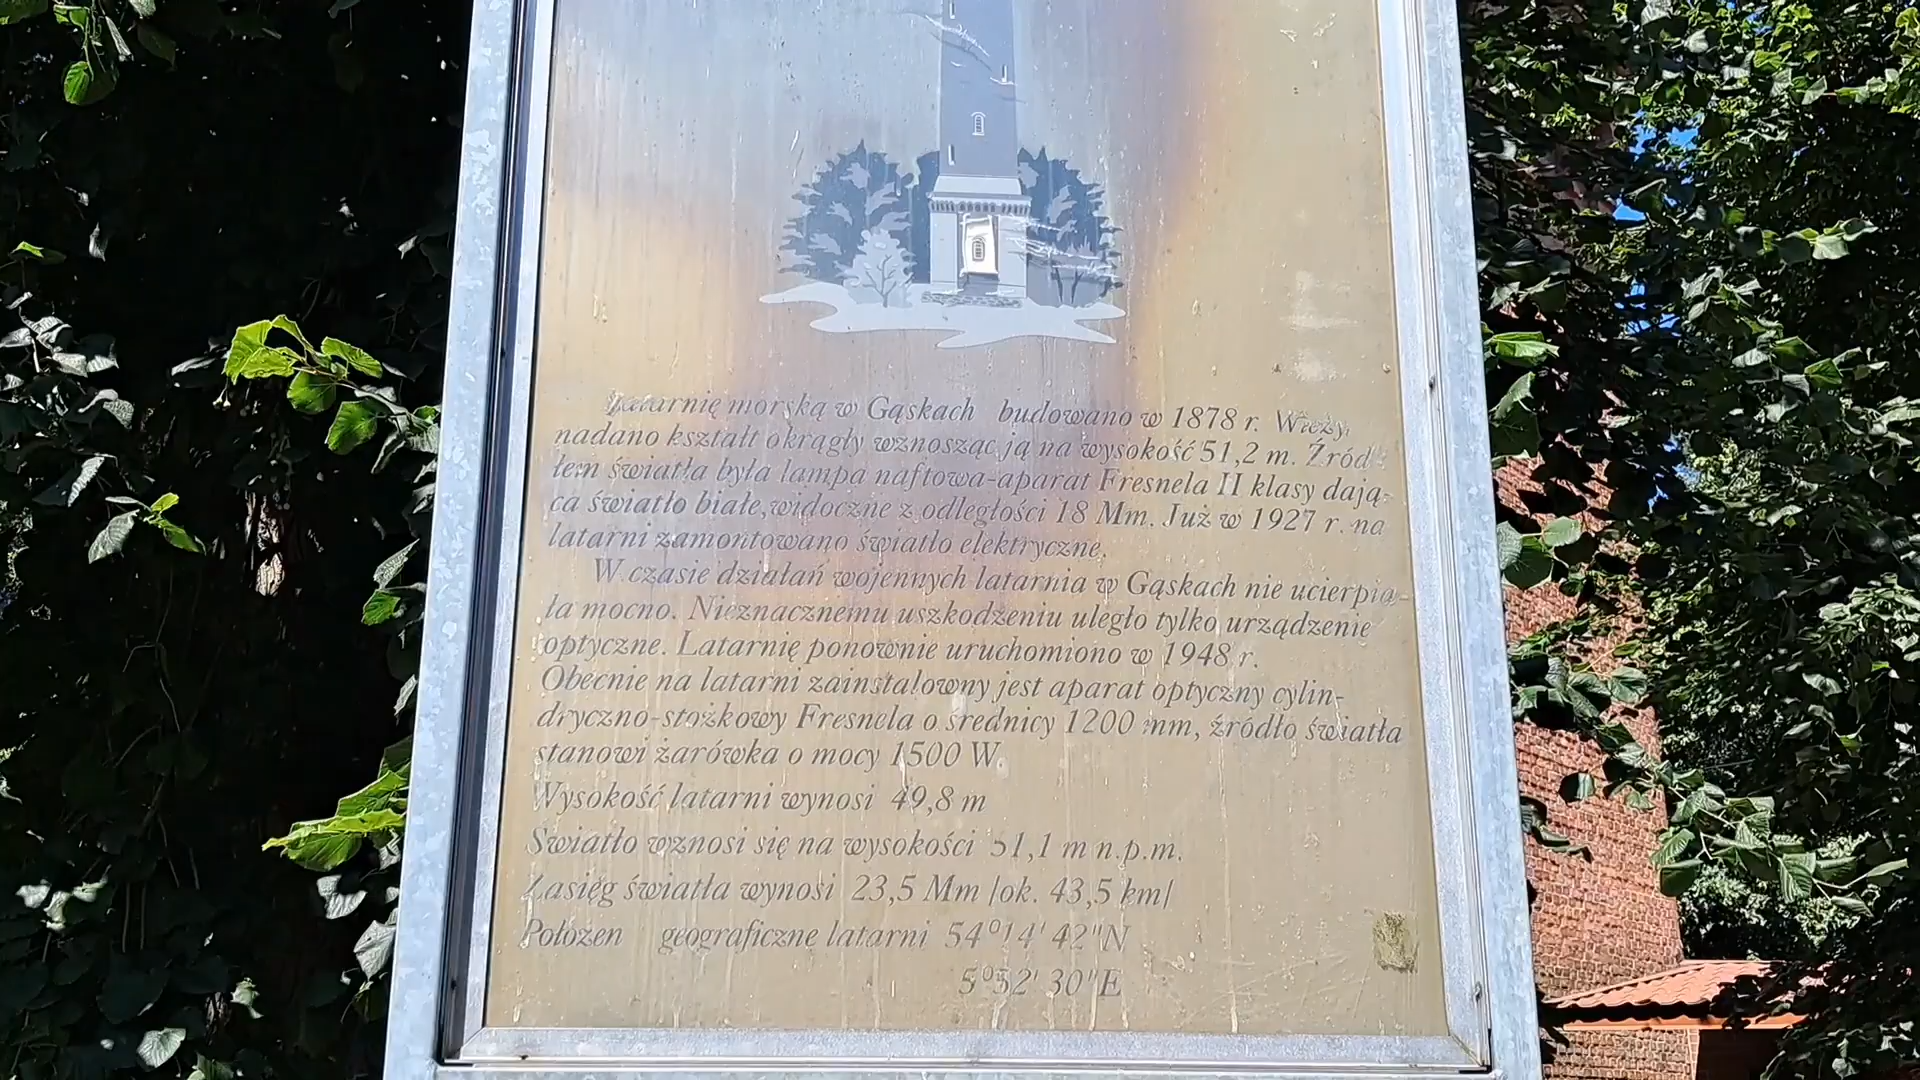 Latarnię morską w Gąskach budowano w 1878 r. Wieży,
nadano kształt okrągły wznosząc ją na wysokość 51,2 m. Źród
łem światła była lampa naftowa-aparat Fresnela II klasy dają-
ca światło białe,widoczne z odległości 18 Mm. Już w 1927 r. na
latarni zamontowano światło elektryczne.
W czasie działań wojennych latarnia w Gąskach nie ucierpia-
ła mocno. Nieznacznemu uszkodzeniu uległo tylko urządzenie
optyczne. Latarnię ponownie uruchomiono w 1948 r.
Obecnie na latarni zainstalowny jest aparat optyczny cylin-
dryczno-stożkowy Fresnela o średnicy 1200 mm, źródło światła
stanowi żarówka o mocy 1500 W.
Wysokość latarni wynosi 49,8 m
Światło wznosi się na wysokości 51,1 m n.p.m.
Zasięg światła wynosi 23,5 Mm /ok. 43,5 km/
Położen geograficzne latarni 54°14' 42"N
5°52' 30"E